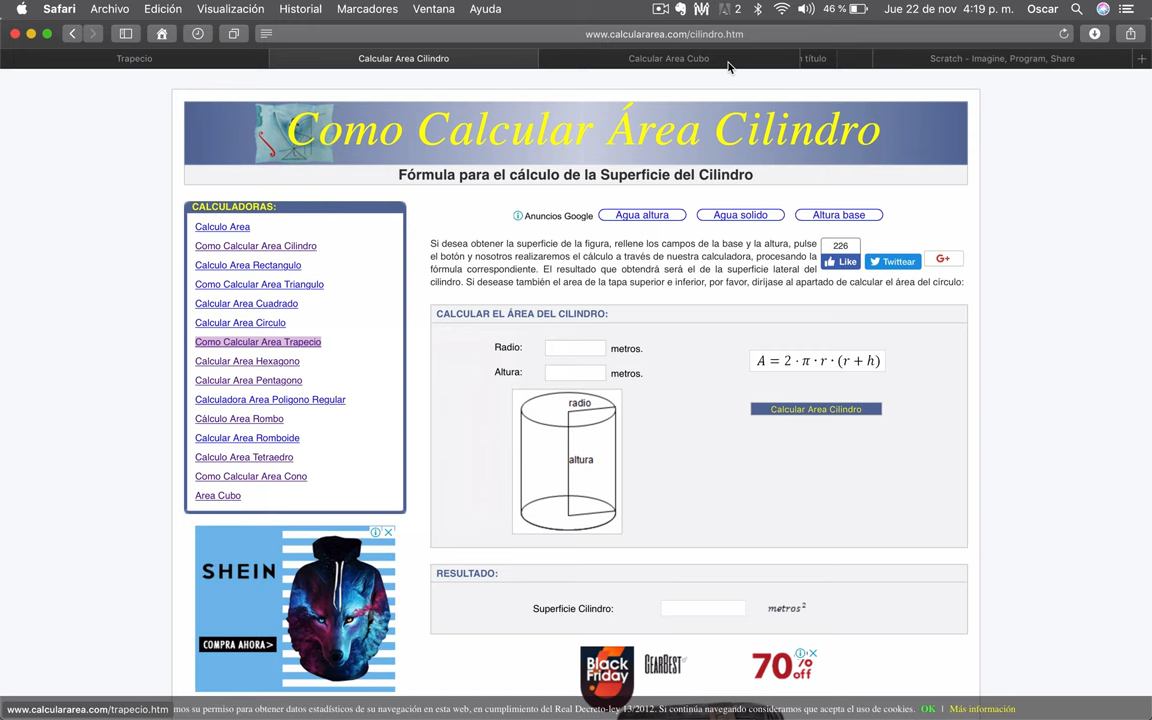 Safari Archivo Edición Visualización Historial Marcadores Ventana Ayuda 2 46 % Jue 22 de nov 4:19 p. m. Oscar
www.calculararea.com/cilindro.htm
Trapecio Calcular Area Cilindro Calcular Area Cubo título Scratch - Imagine, Program, Share
Como Calcular Área Cilindro
Fórmula para el cálculo de la Superficie del Cilindro
CALCULADORAS:
Calculo Area
Como Calcular Area Cilindro
Calculo Area Rectangulo
Como Calcular Area Triangulo
Calcular Area Cuadrado
Calcular Area Circulo
Como Calcular Area Trapecio
Calcular Area Hexagono
Calcular Area Pentagono
Calculadora Area Poligono Regular
Cálculo Area Rombo
Calcular Area Romboide
Calculo Area Tetraedro
Como Calcular Area Cono
Area Cubo
Anuncios Google Agua altura Agua solido Altura base
Si desea obtener la superficie de la figura, rellene los campos de la base y la altura, pulse
el botón y nosotros realizaremos el cálculo a través de nuestra calculadora, procesando la
fórmula correspondiente. El resultado que obtendrá será el de la superficie lateral del
cilindro. Si desease también el area de la tapa superior e inferior, por favor, diríjase al apartado de calcular el área del círculo:
226
Like Twittear G+
CALCULAR EL ÁREA DEL CILINDRO:
Radio: metros.
Altura: metros.
A = 2 · π · r · (r + h)
Calcular Area Cilindro
radio
altura
RESULTADO:
Superficie Cilindro: metros²
SHEIN
COMPRA AHORA>
Black
Friday
GEARBEST
70% off
www.calculararea.com/trapecio.htm
mos su permiso para obtener datos estadísticos de su navegación en esta web, en cumplimiento del Real Decreto-ley 13/2012. Si continúa navegando consideramos que acepta el uso de cookies. OK | Más información